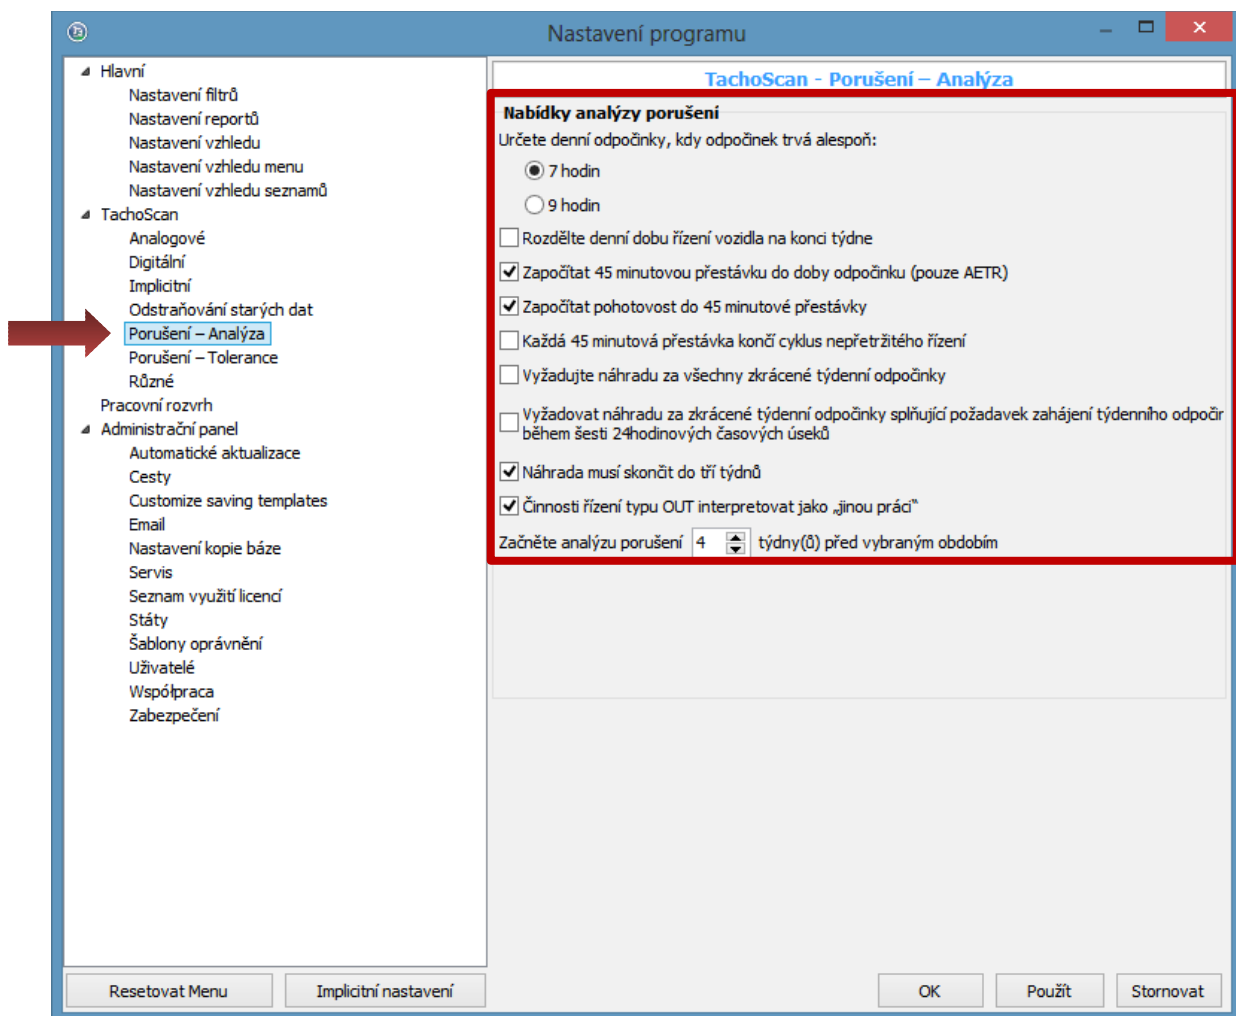 Nastavení programu
Hlavní
Nastavení filtrů
Nastavení reportů
Nastavení vzhledu
Nastavení vzhledu menu
Nastavení vzhledu seznamů
TachoScan
Analogové
Digitální
Implicitní
Odstraňování starých dat
Porušení – Analýza
Porušení – Tolerance
Různé
Pracovní rozvrh
Administrační panel
Automatické aktualizace
Cesty
Customize saving templates
Email
Nastavení kopie báze
Servis
Seznam využití licencí
Státy
Šablony oprávnění
Uživatelé
Współpraca
Zabezpečení
TachoScan - Porušení – Analýza
Nabídky analýzy porušení
Určete denní odpočinky, kdy odpočinek trvá alespoň:
7 hodin
9 hodin
Rozdělte denní dobu řízení vozidla na konci týdne
Započítat 45 minutovou přestávku do doby odpočinku (pouze AETR)
Započítat pohotovost do 45 minutové přestávky
Každá 45 minutová přestávka končí cyklus nepřetržitého řízení
Vyžadujte náhradu za všechny zkrácené týdenní odpočinky
Vyžadovat náhradu za zkrácené týdenní odpočinky splňující požadavek zahájení týdenního odpočir
během šesti 24hodinových časových úseků
Náhrada musí skončit do tří týdnů
Činnosti řízení typu OUT interpretovat jako „jinou práci“
Začněte analýzu porušení 4 týdny(ů) před vybraným obdobím
Resetovat Menu
Implicitní nastavení
OK
Použít
Stornovat